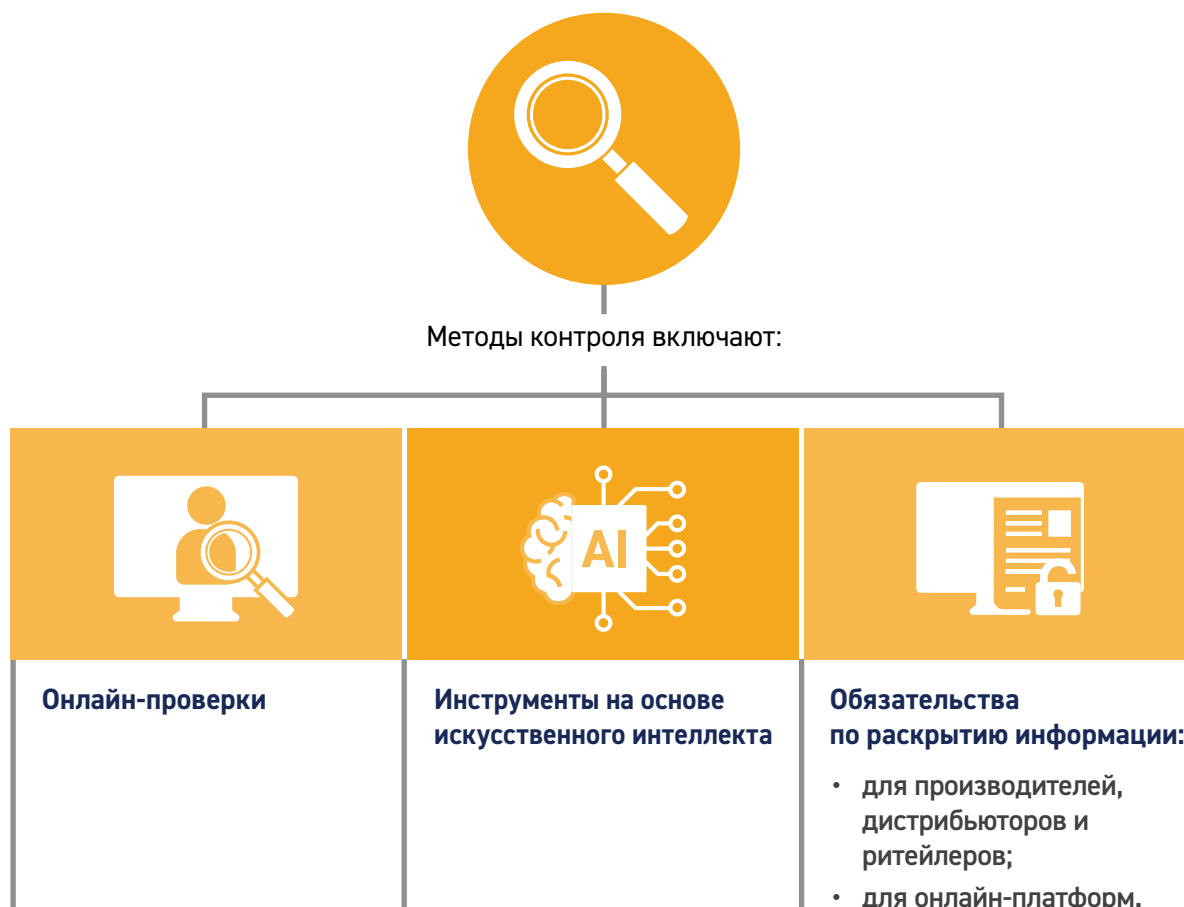 Методы контроля включают:
AI
Онлайн-проверки
Инструменты на основе
искусственного интеллекта
Обязательства
по раскрытию информации:
• для производителей,
дистрибьюторов и
ритейлеров;
• для онлайн-платформ,